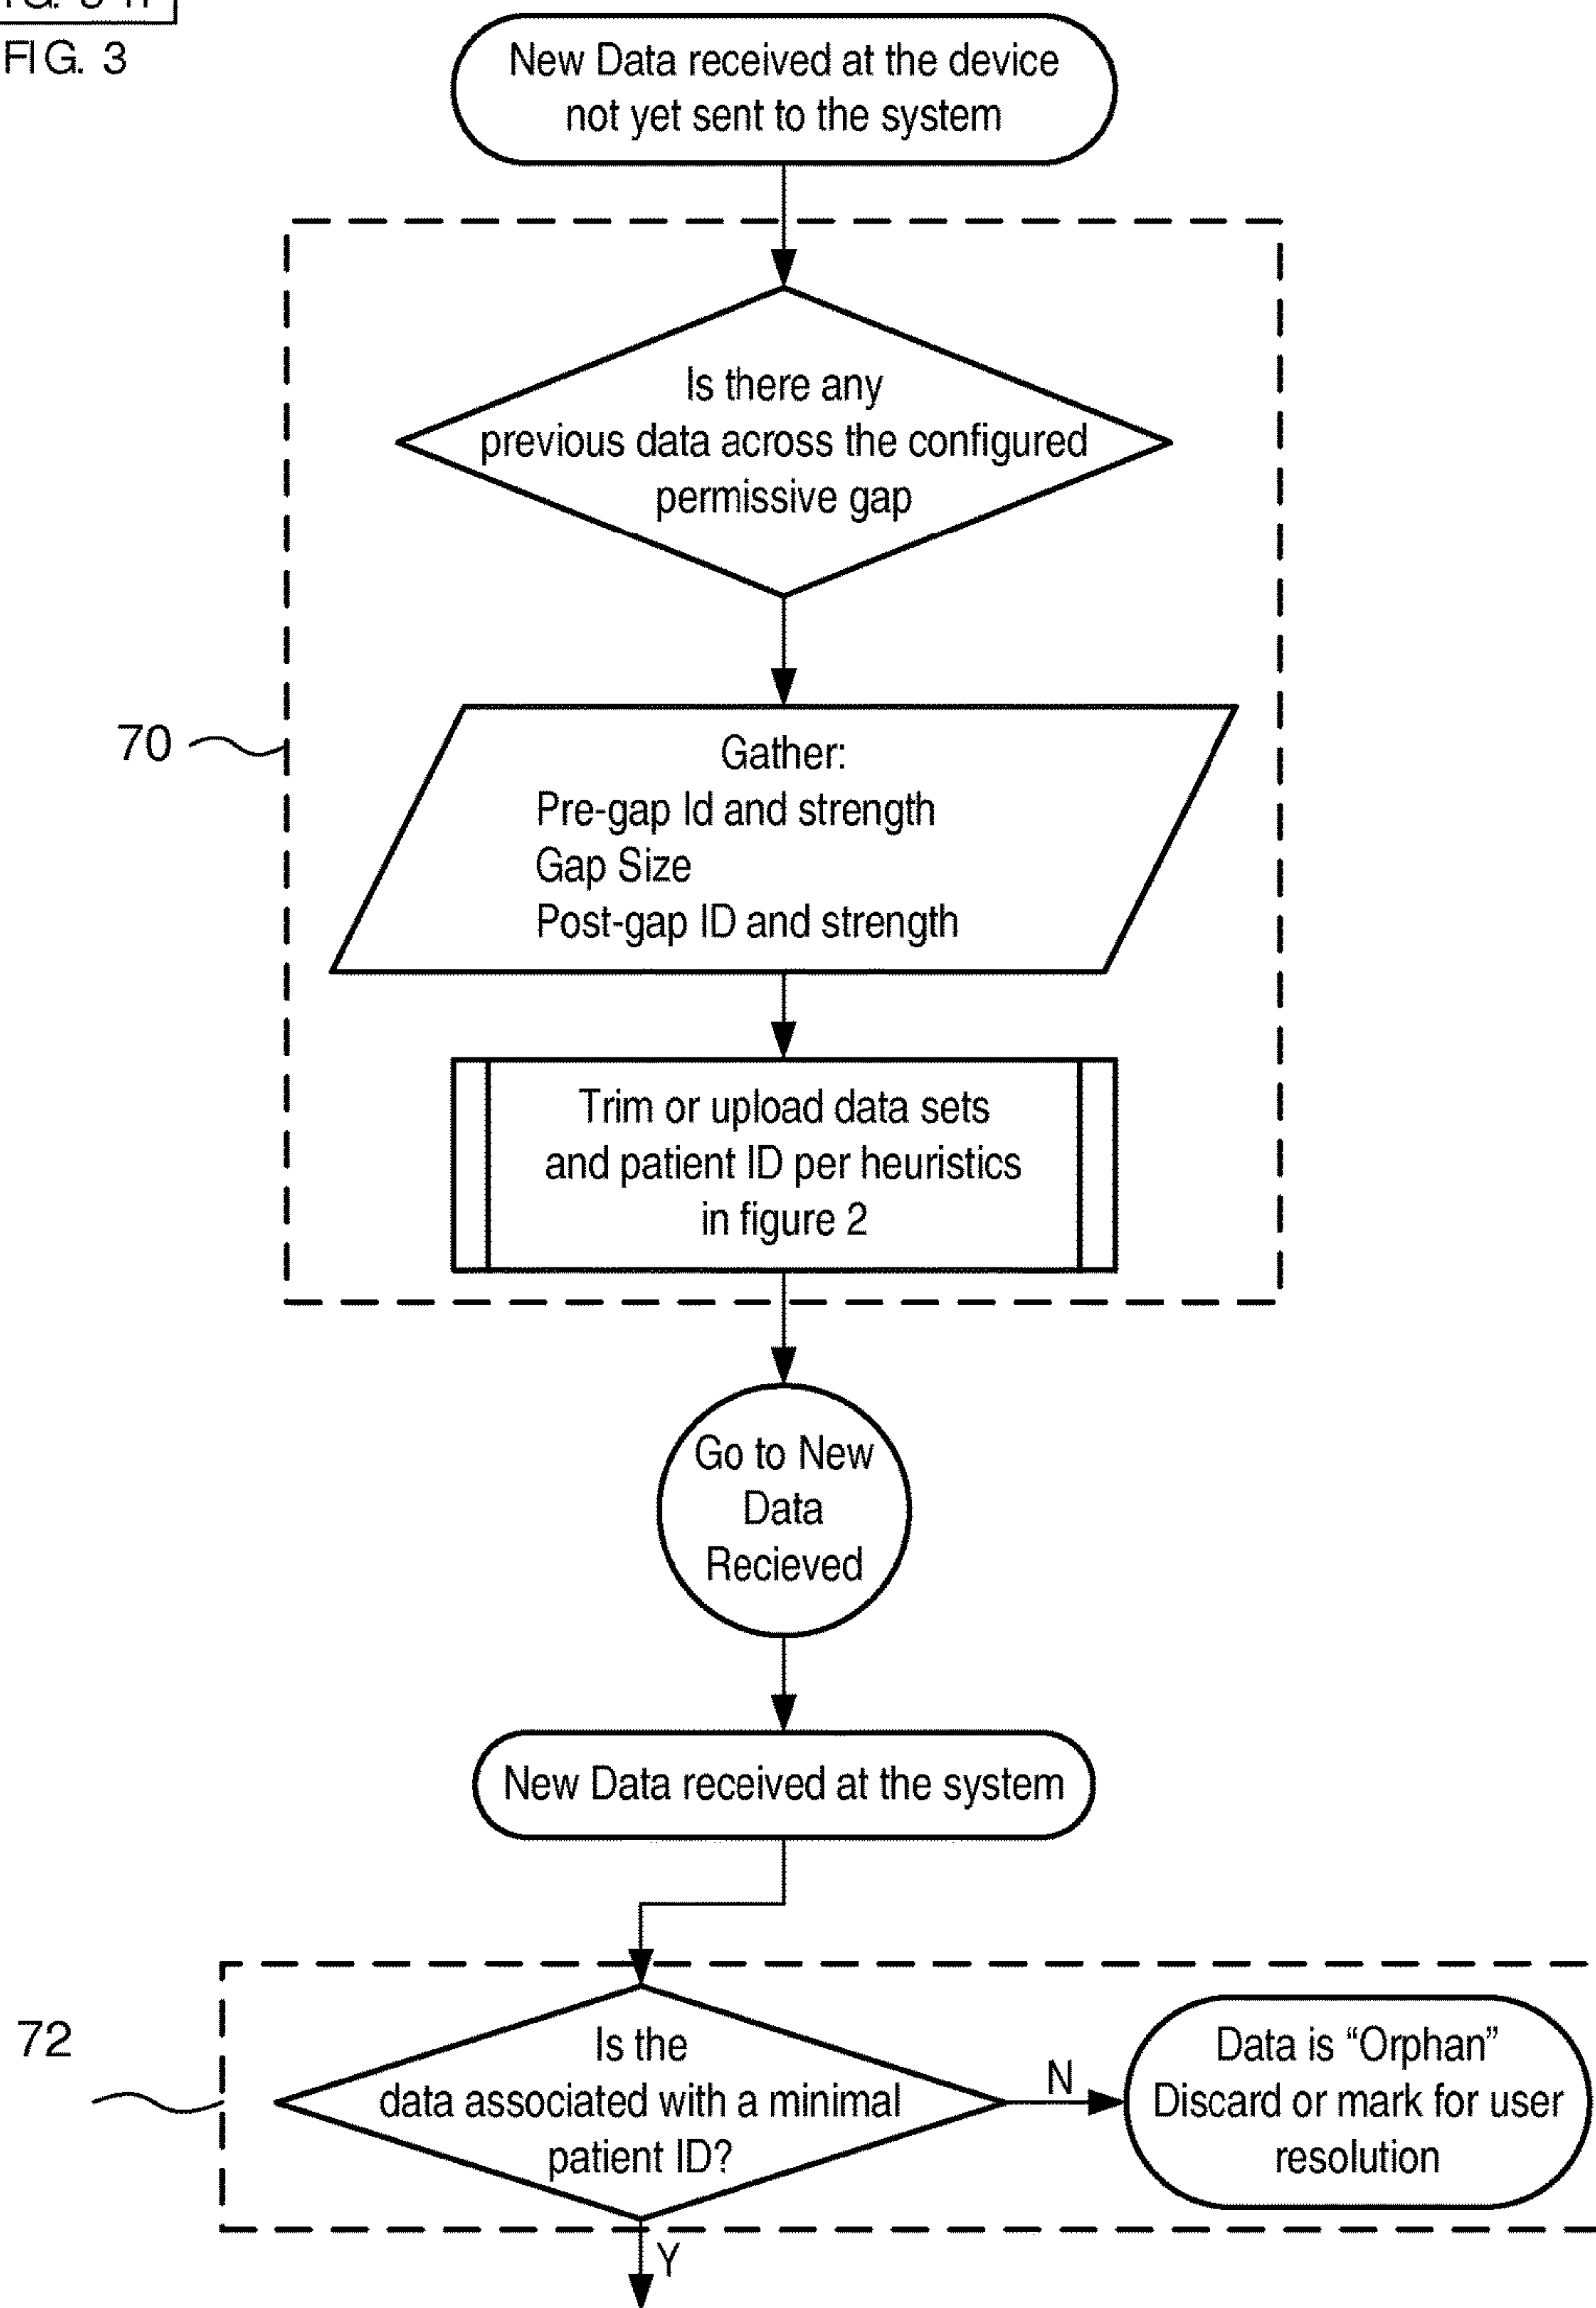 FIG. 3
New Data received at the device
not yet sent to the system
Is there any
previous data across the configured
permissive gap
70
Gather:
Pre-gap Id and strength
Gap Size
Post-gap ID and strength
Trim or upload data sets
and patient ID per heuristics
in figure 2
Go to New
Data
Recieved
New Data received at the system
72
Is the
data associated with a minimal
patient ID?
N
Data is “Orphan”
Discard or mark for user
resolution
Y